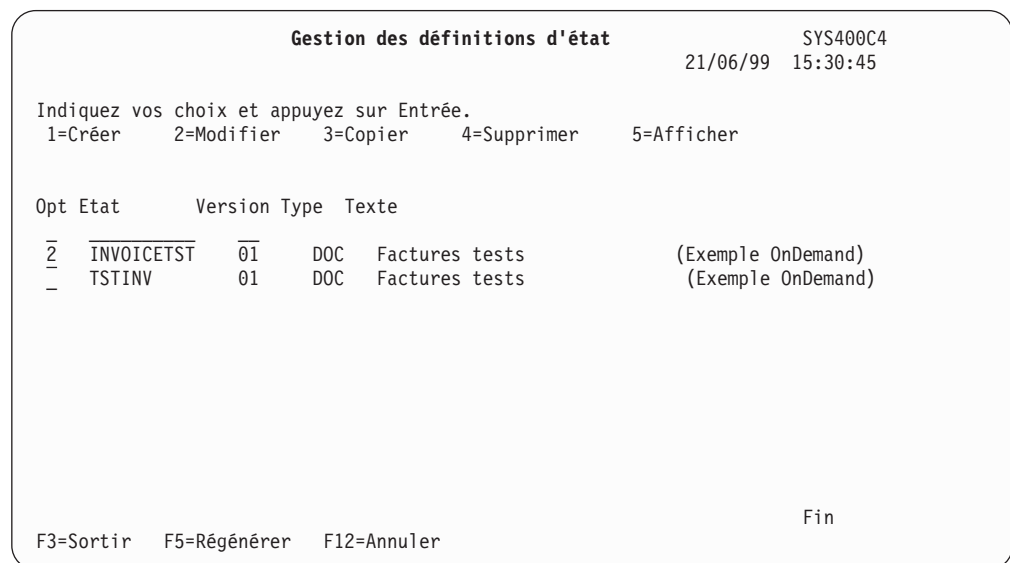 Gestion des définitions d'état SYS400C4
21/06/99 15:30:45
Indiquez vos choix et appuyez sur Entrée.
1=Créer 2=Modifier 3=Copier 4=Supprimer 5=Afficher
Opt Etat Version Type Texte
_ __________ __
2 INVOICETST 01 DOC Factures tests (Exemple OnDemand)
_ TSTINV 01 DOC Factures tests (Exemple OnDemand)
Fin
F3=Sortir F5=Régénérer F12=Annuler